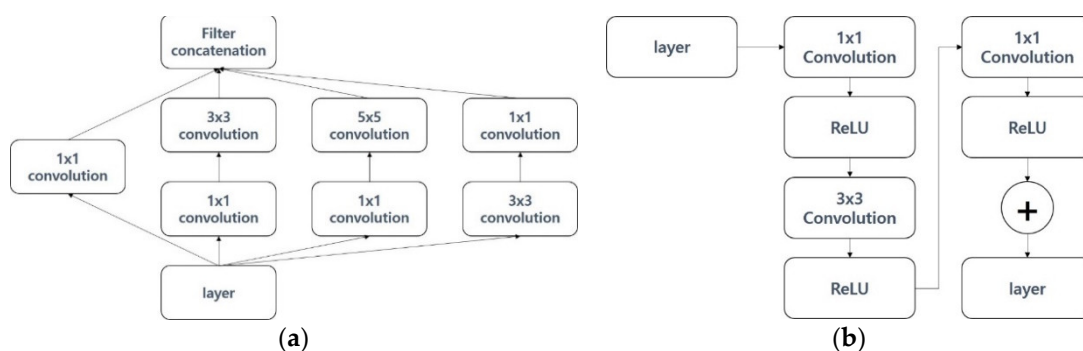 Filter
concatenation
3x3
convolution
5x5
convolution
1x1
convolution
1x1
convolution
1x1
convolution
1x1
convolution
3x3
convolution
layer
(a)
layer
1x1
Convolution
ReLU
3x3
Convolution
ReLU
1x1
Convolution
ReLU
+
layer
(b)